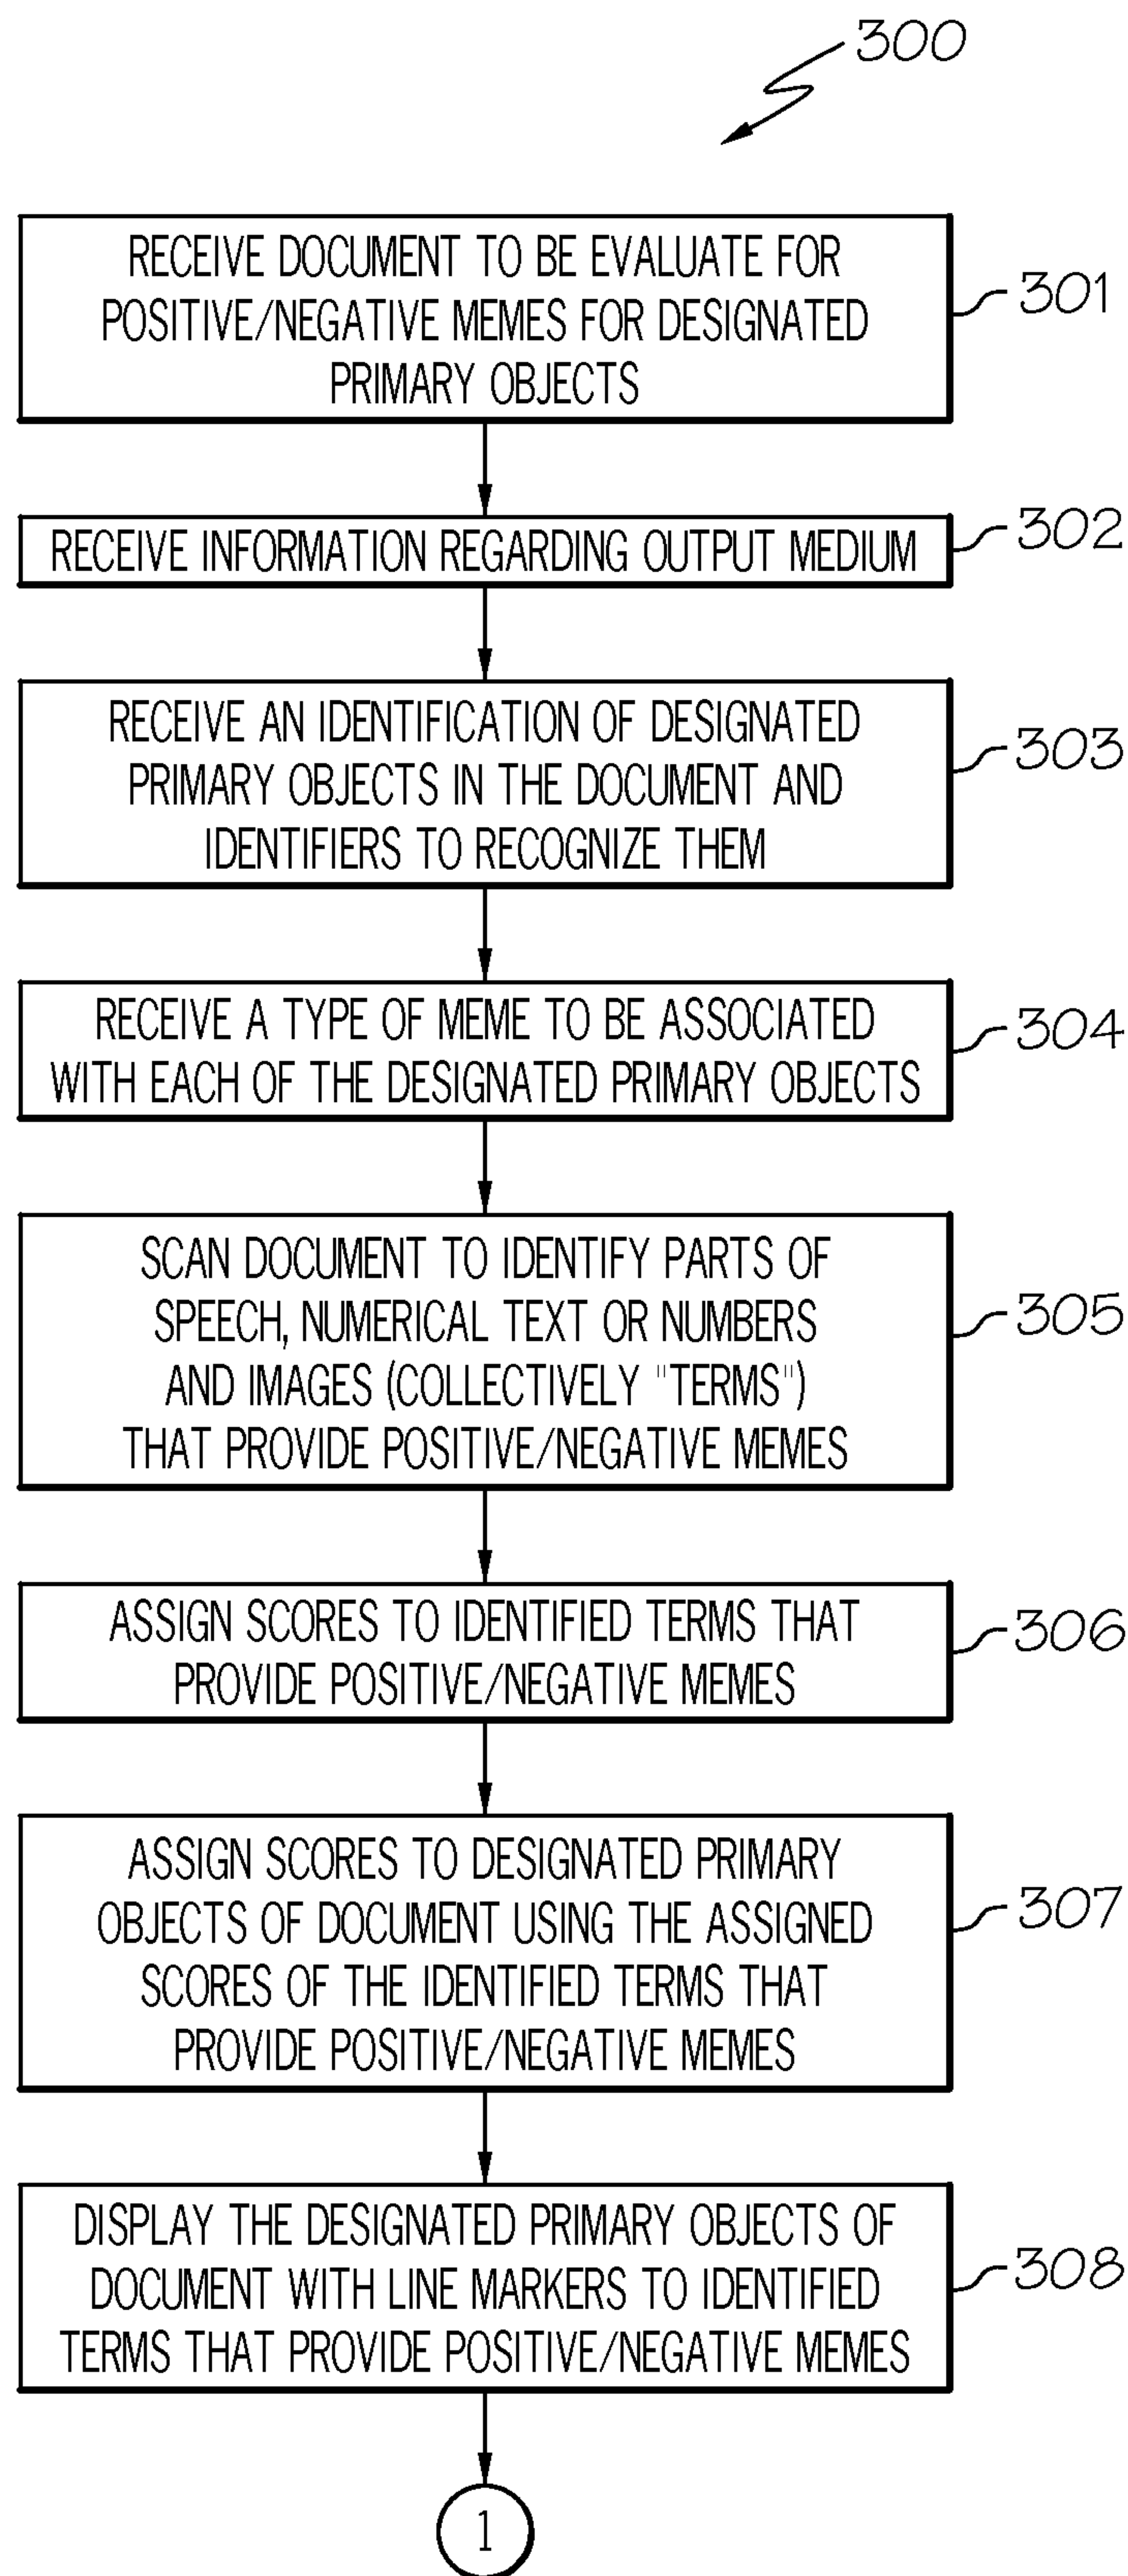 300
RECEIVE DOCUMENT TO BE EVALUATE FOR
POSITIVE/NEGATIVE MEMES FOR DESIGNATED
PRIMARY OBJECTS
301
RECEIVE INFORMATION REGARDING OUTPUT MEDIUM
302
RECEIVE AN IDENTIFICATION OF DESIGNATED
PRIMARY OBJECTS IN THE DOCUMENT AND
IDENTIFIERS TO RECOGNIZE THEM
303
RECEIVE A TYPE OF MEME TO BE ASSOCIATED
WITH EACH OF THE DESIGNATED PRIMARY OBJECTS
304
SCAN DOCUMENT TO IDENTIFY PARTS OF
SPEECH, NUMERICAL TEXT OR NUMBERS
AND IMAGES (COLLECTIVELY "TERMS")
THAT PROVIDE POSITIVE/NEGATIVE MEMES
305
ASSIGN SCORES TO IDENTIFIED TERMS THAT
PROVIDE POSITIVE/NEGATIVE MEMES
306
ASSIGN SCORES TO DESIGNATED PRIMARY
OBJECTS OF DOCUMENT USING THE ASSIGNED
SCORES OF THE IDENTIFIED TERMS THAT
PROVIDE POSITIVE/NEGATIVE MEMES
307
DISPLAY THE DESIGNATED PRIMARY OBJECTS OF
DOCUMENT WITH LINE MARKERS TO IDENTIFIED
TERMS THAT PROVIDE POSITIVE/NEGATIVE MEMES
308
1